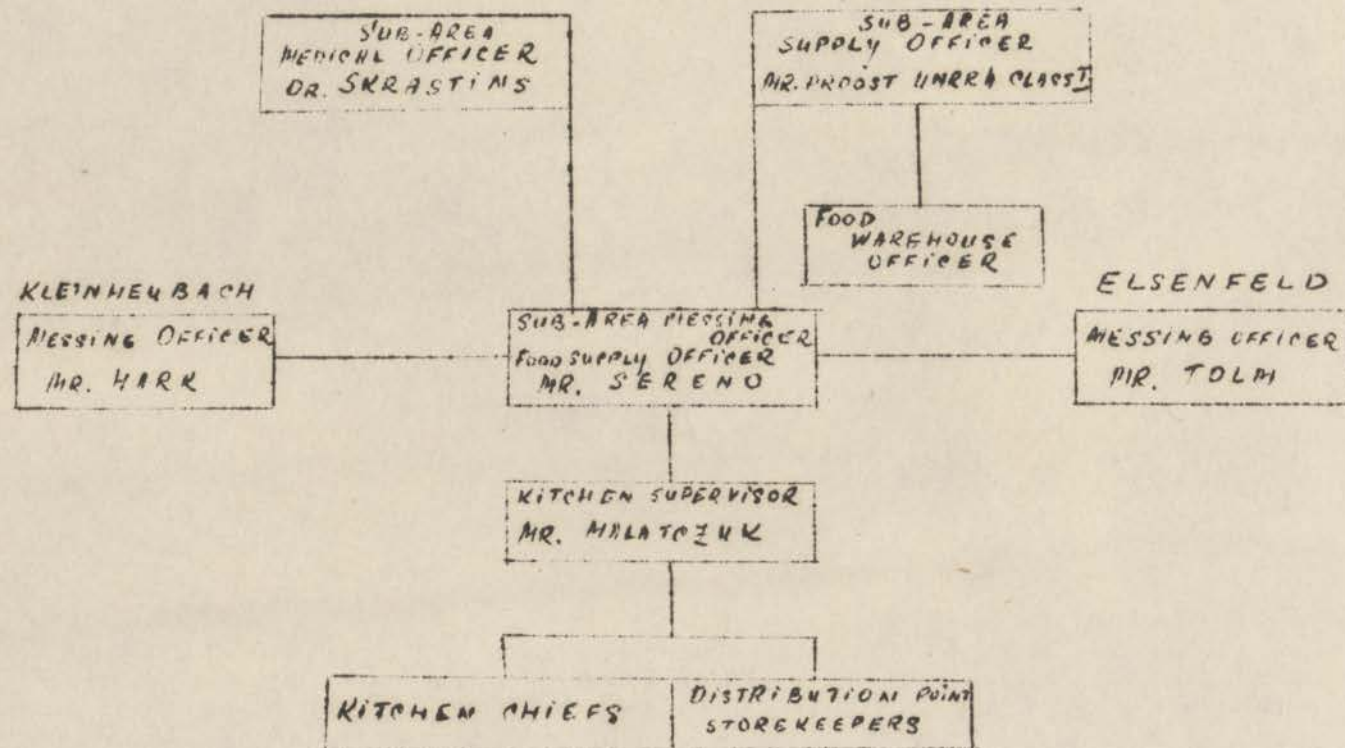 SUB-AREA
MEDICAL OFFICER
DR. SKRASTINS
SUB-AREA
SUPPLY OFFICER
MR. PROOST UNRRA CLASS I
FOOD
WAREHOUSE
OFFICER
KLEINHEUBACH
MESSING OFFICER
MR. HARK
SUB-AREA MESSING
OFFICER
FOOD SUPPLY OFFICER
MR. SERENO
ELSENFELD
MESSING OFFICER
MR. TOLM
KITCHEN SUPERVISOR
MR. MALATCZUK
KITCHEN CHIEFS
DISTRIBUTION POINT
STOREKEEPERS